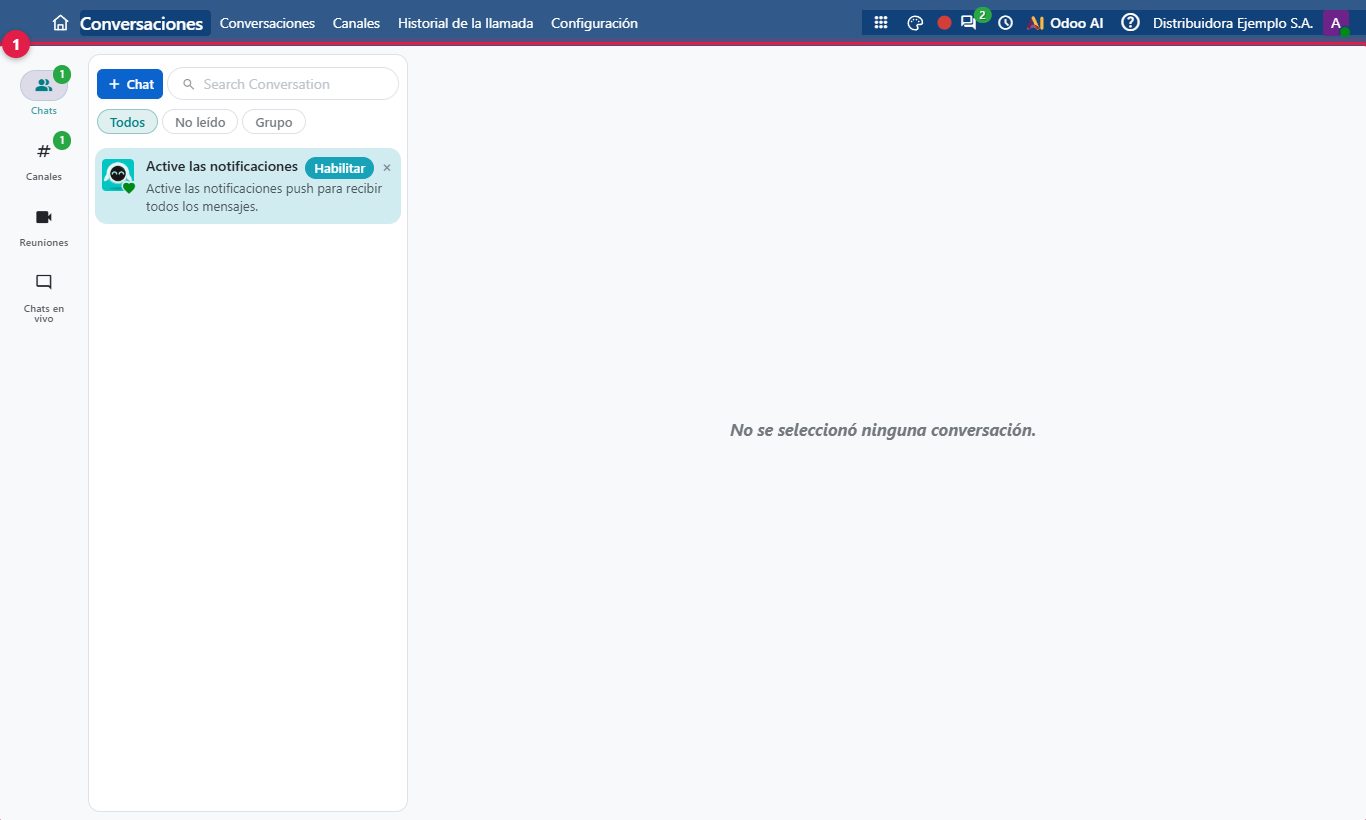 Conversaciones Conversaciones Canales Historial de la llamada Configuración 2 Odoo AI Distribuidora Ejemplo S.A. A
1
1
Chats
1
Canales
Reuniones
Chats en
vivo
+ Chat Search Conversation
Todos No leído Grupo
Active las notificaciones Habilitar ×
Active las notificaciones push para recibir
todos los mensajes.
No se seleccionó ninguna conversación.